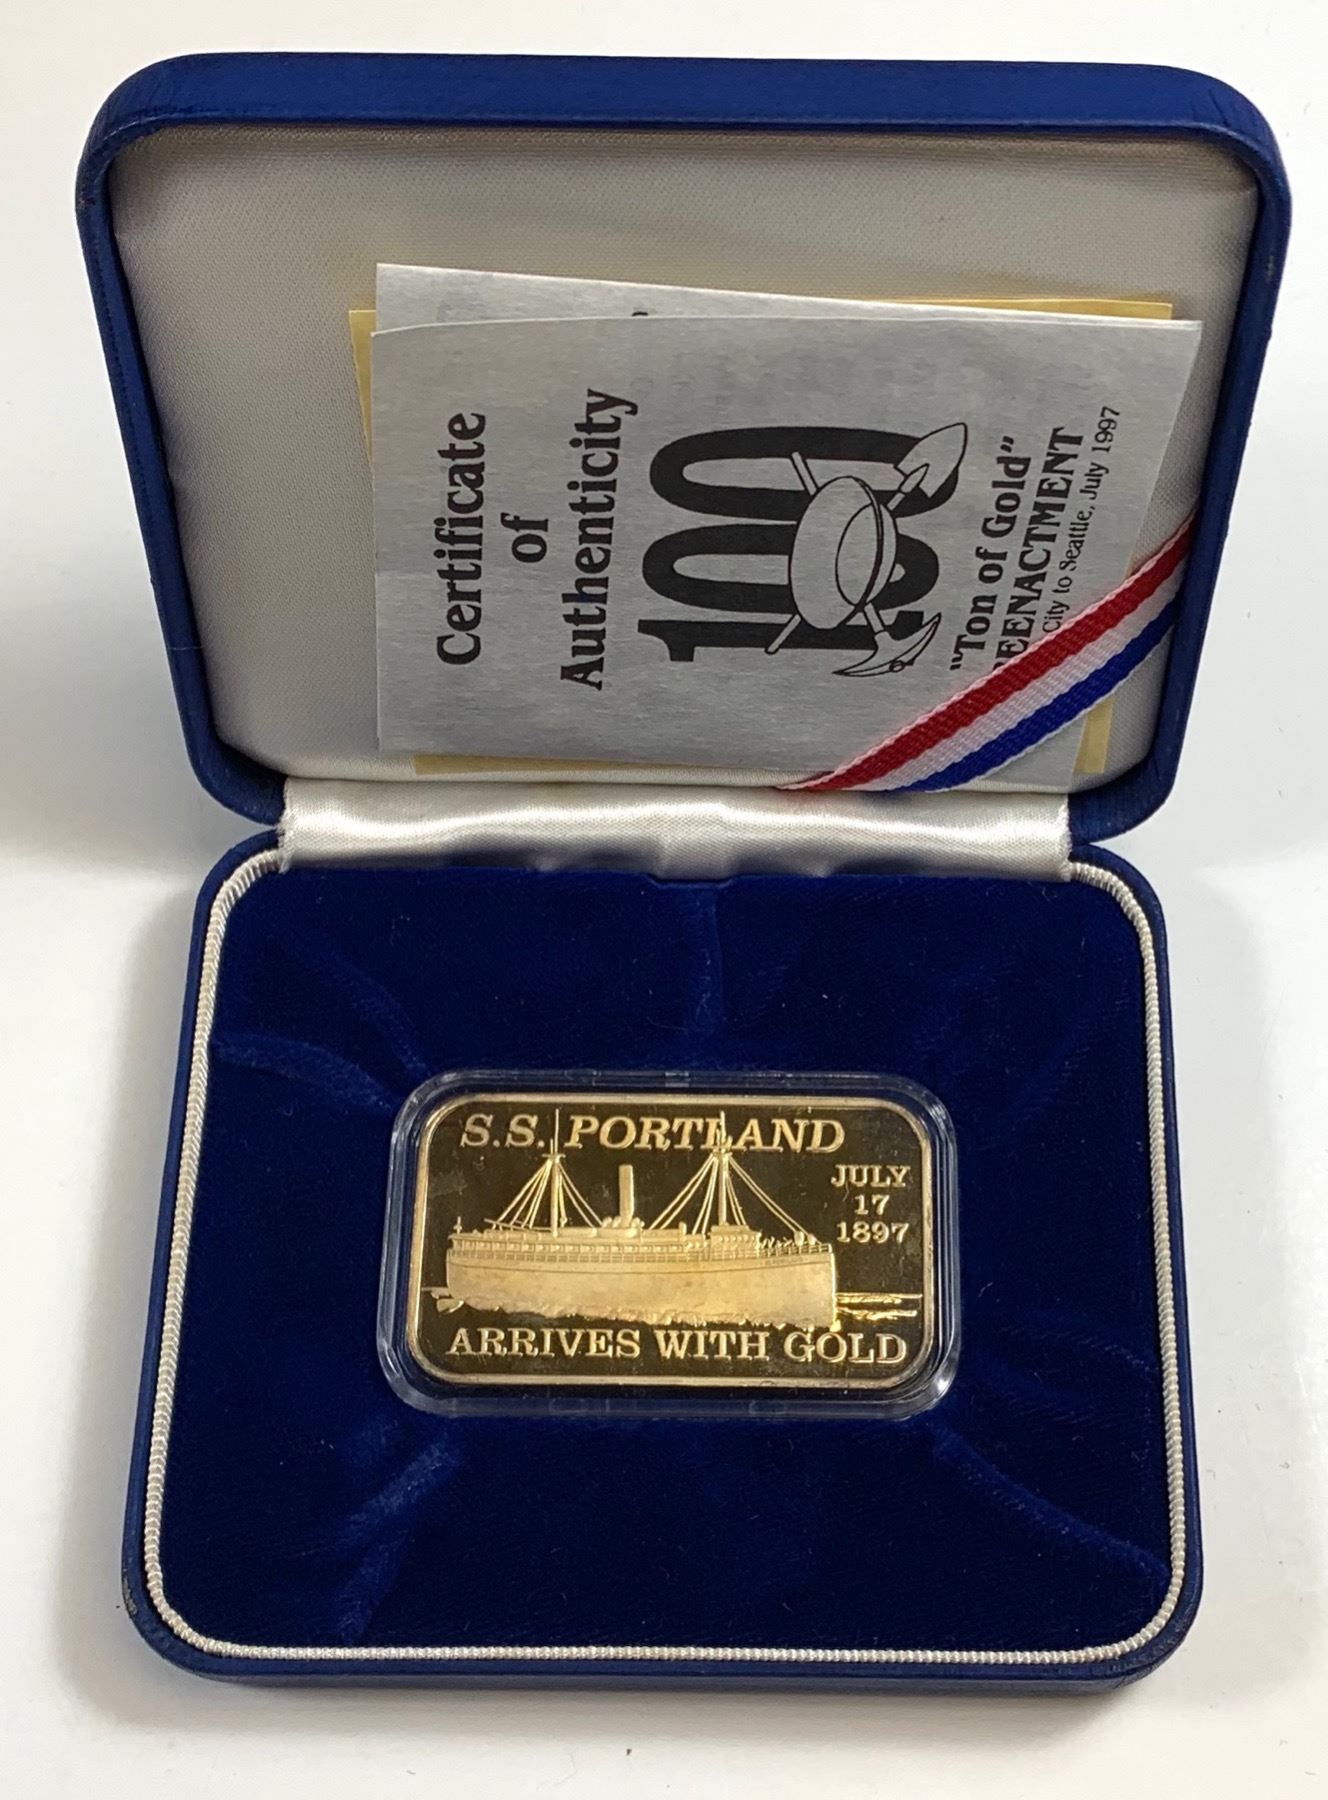 Certificate
of
Authenticity
100
"Ton of Gold"
REENACTMENT
City to Seattle, July 1997
S.S. PORTLAND
JULY
17
1897
ARRIVES WITH GOLD